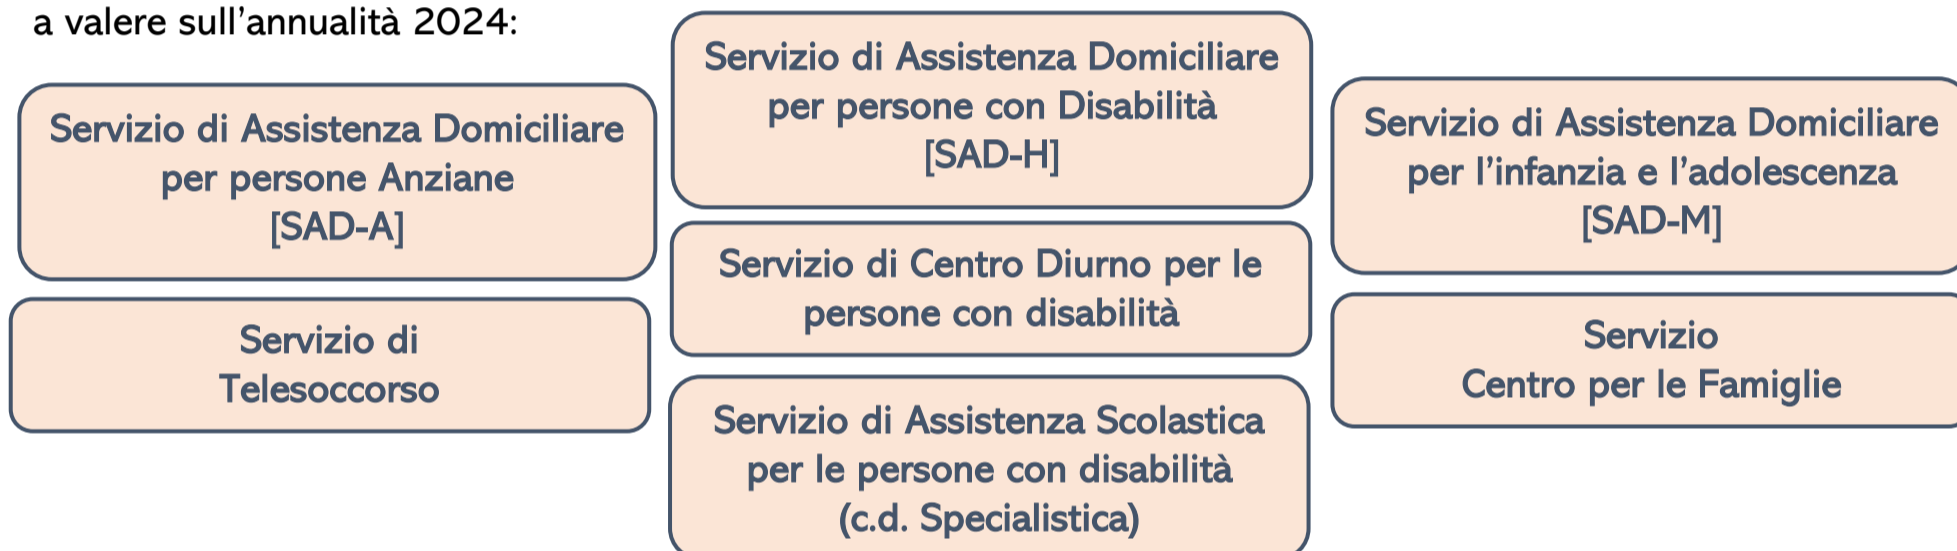 a valere sull’annualità 2024:
Servizio di Assistenza Domiciliare
per persone Anziane
[SAD-A]
Servizio di
Telesoccorso
Servizio di Assistenza Domiciliare
per persone con Disabilità
[SAD-H]
Servizio di Centro Diurno per le
persone con disabilità
Servizio di Assistenza Scolastica
per le persone con disabilità
(c.d. Specialistica)
Servizio di Assistenza Domiciliare
per l’infanzia e l’adolescenza
[SAD-M]
Servizio
Centro per le Famiglie